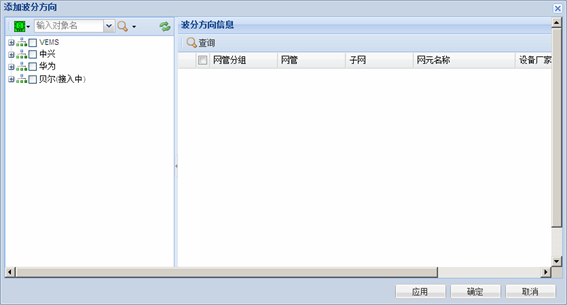 添加波分方向
输入对象名
VEMS
中兴
华为
贝尔(接入中)
波分方向信息
查询
网管分组 网管 子网 网元名称 设备厂家
应用 确定 取消